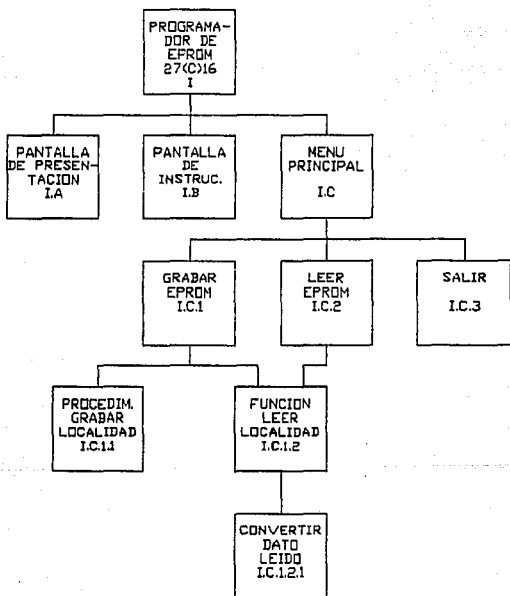 PROGRAMA-
DOR DE
EPROM
27(C)16
I
PANTALLA
DE PRESEN-
TACION
I.A
PANTALLA
DE
INSTRUC.
I.B
MENU
PRINCIPAL
I.C
GRABAR
EPROM
I.C.1
LEER
EPROM
I.C.2
SALIR
I.C.3
PROCEDIM.
GRABAR
LOCALIDAD
I.C.1.1
FUNCION
LEER
LOCALIDAD
I.C.1.2
CONVERTIR
DATO
LEIDO
I.C.1.2.1